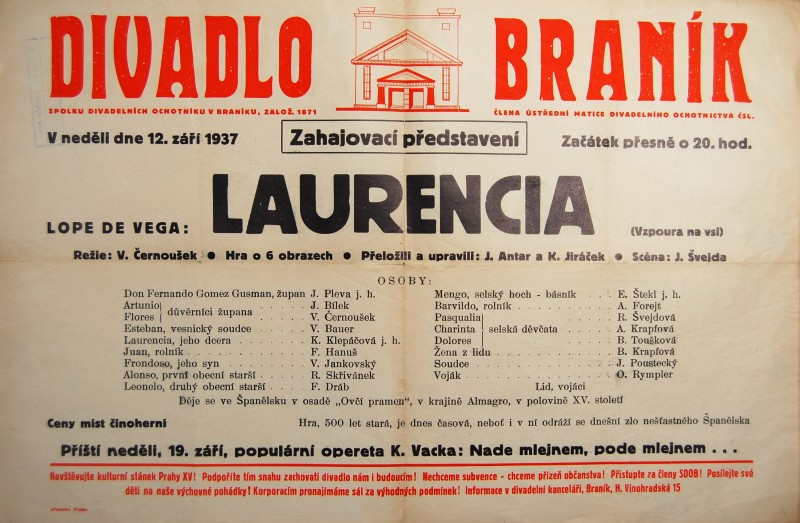 DIVADLO BRANÍK
SPOLKU DIVADELNÍCH OCHOTNÍKŮ V BRANÍKU, ZALOŽ. 1871
ČLENA ÚSTŘEDNÍ MATICE DIVADELNÍHO OCHOTNICTVA ČSL.
V neděli dne 12. září 1937
Zahajovací představení
Začátek přesně o 20. hod.
LOPE DE VEGA: LAURENCIA (Vzpoura na vsi)
Režie: V. Černoušek ● Hra o 6 obrazech ● Přeložili a upravili: J. Antar a K. Jiráček ● Scéna: J. Švejda
OSOBY:
Don Fernando Gomez Gusman, župan J. Pleva j. h.
Artunio
Flores
důvěrníci župana
J. Bílek
V. Černoušek
Esteban, vesnický soudce V. Bauer
Laurencia, jeho dcera K. Klepáčová j. h.
Juan, rolník F. Hanuš
Frondoso, jeho syn V. Jankovský
Alonso, první obecní starší R. Skřivánek
Leonelo, druhý obecní starší F. Dráb
Mengo, selský hoch - básník E. Štekl j. h.
Barvildo, rolník A. Forejt
Pasqualia
Charinta
Dolores
selská děvčata
R. Švejdová
A. Krapfová
B. Toušková
Žena z lidu B. Krapfová
Soudce J. Poustecký
Voják O. Rympler
Lid, vojáci
Děje se ve Španělsku v osadě „Ovčí pramen", v krajině Almagro, v polovině XV. století
Ceny míst činoherní
Hra, 500 let stará, je dnes časová, neboť i v ní odráží se dnešní zlo nešťastného Španělska
Příští neděli, 19. září, populární opereta K. Vacka: Nade mlejnem, pode mlejnem . . .
Navštěvujte kulturní stánek Prahy XV! Podpoříte tím snahu zachovati divadlo nám i budoucím! Nechceme subvence - chceme přízeň občanstva! Přistupte za členy SDOB! Posílejte své
děti na naše výchovné pohádky! Korporacím pronajímáme sál za výhodných podmínek! Informace v divadelní kanceláři, Braník, H. Vinohradská 15